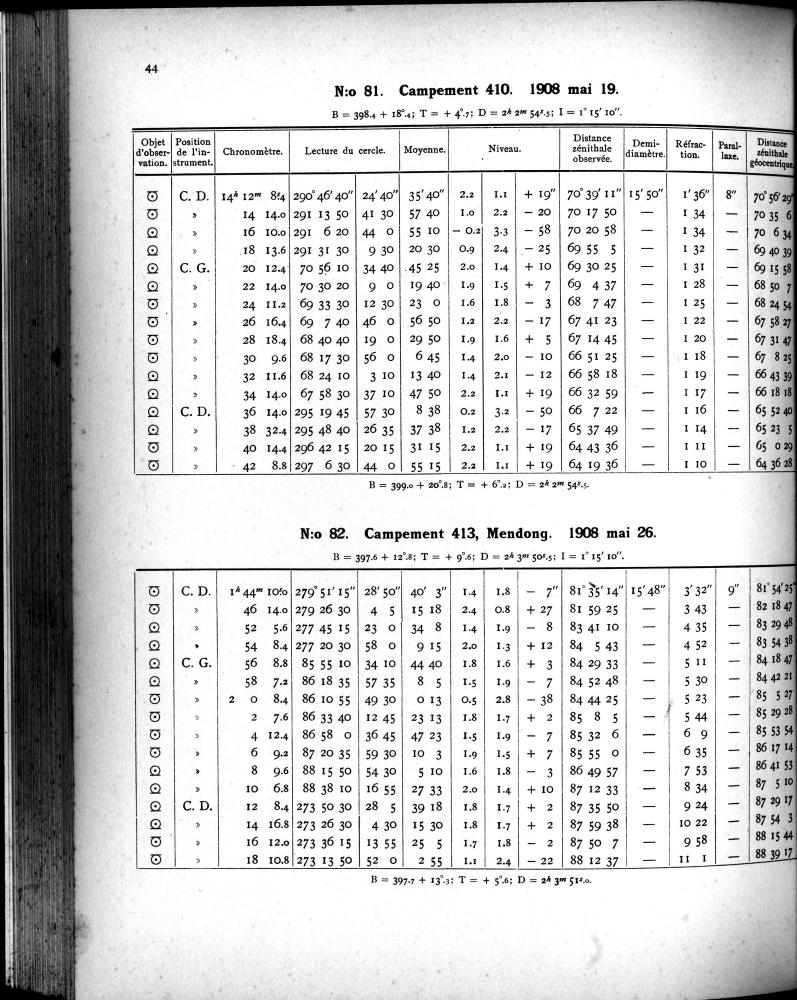 44
N:o 81. Campement 410. 1908 mai 19.
B = 398.4 + 18°.4; T = + 4°.7; D = 2h 2m 54s.5; I = 1° 15' 10".
Objet d'observation. Position de l'instrument. Chronomètre. Lecture du cercle. Moyenne. Niveau. Distance zénithale observée. Demi-diamètre. Réfraction. Parallaxe. Distance zénithale géocentrique
☉ C. D. 14h 12m 8s.4 290° 46' 40" 24' 40" 35' 40" 2.2 1.1 + 19" 70° 39' 11" 15' 50" 1' 36" 8" 70° 56' 29"
☉ » 14 14.0 291 13 50 41 30 57 40 1.0 2.2 — 20 70 17 50 — 1 34 — 70 35 6
☉ » 16 10.0 291 6 20 44 0 55 10 — 0.2 3.3 — 58 70 20 58 — 1 34 — 70 6 34
☉ » 18 13.6 291 31 30 9 30 20 30 0.9 2.4 — 25 69 55 5 — 1 32 — 69 40 39
☉ C. G. 20 12.4 70 56 10 34 40 45 25 2.0 1.4 + 10 69 30 25 — 1 31 — 69 15 58
☉ » 22 14.0 70 30 20 9 0 19 40 1.9 1.5 + 7 69 4 37 — 1 28 — 68 50 7
☉ » 24 11.2 69 33 30 12 30 23 0 1.6 1.8 — 3 68 7 47 — 1 25 — 68 24 54
☉ » 26 16.4 69 7 40 46 0 56 50 1.2 2.2 — 17 67 41 23 — 1 22 — 67 58 27
☉ » 28 18.4 68 40 40 19 0 29 50 1.9 1.6 + 5 67 14 45 — 1 20 — 67 31 47
☉ » 30 9.6 68 17 30 56 0 6 45 1.4 2.0 — 10 66 51 25 — 1 18 — 67 8 25
☉ » 32 11.6 68 24 10 3 10 13 40 1.4 2.1 — 12 66 58 18 — 1 19 — 66 43 39
☉ » 34 14.0 67 58 30 37 10 47 50 2.2 1.1 + 19 66 32 59 — 1 17 — 66 18 18
☉ C. D. 36 14.0 295 19 45 57 30 8 38 0.2 3.2 — 50 66 7 22 — 1 16 — 65 52 40
☉ » 38 32.4 295 48 40 26 35 37 38 1.2 2.2 — 17 65 37 49 — 1 14 — 65 23 5
☉ » 40 14.4 296 42 15 20 15 31 15 2.2 1.1 + 19 64 43 36 — 1 11 — 65 0 29
☉ » 42 8.8 297 6 30 44 0 55 15 2.2 1.1 + 19 64 19 36 — 1 10 — 64 36 28
B = 399.0 + 20°.8; T = + 6°.2; D = 2h 2m 54s.5.
N:o 82. Campement 413, Mendong. 1908 mai 26.
B = 397.6 + 12°.8; T = + 9°.6; D = 2h 3m 50s.5; I = 1° 15' 10".
☉ C. D. 1h 44m 10s.0 279° 51' 15" 28' 50" 40' 3" 1.4 1.8 — 7" 81° 35' 14" 15' 48" 3' 32" 9" 81° 54' 25"
☉ » 46 14.0 279 26 30 4 5 15 18 2.4 0.8 + 27 81 59 25 — 3 43 — 82 18 47
☉ » 52 5.6 277 45 15 23 0 34 8 1.4 1.9 — 8 83 41 10 — 4 35 — 83 29 48
☉ » 54 8.4 277 20 30 58 0 9 15 2.0 1.3 + 12 84 5 43 — 4 52 — 83 54 38
☉ C. G. 56 8.8 85 55 10 34 10 44 40 1.8 1.6 + 3 84 29 33 — 5 11 — 84 18 47
☉ » 58 7.2 86 18 35 57 35 8 5 1.5 1.9 — 7 84 52 48 — 5 30 — 84 42 21
☉ » 2 0 8.4 86 10 55 49 30 0 13 0.5 2.8 — 38 84 44 25 — 5 23 — 85 5 27
☉ » 2 7.6 86 33 40 12 45 23 13 1.8 1.7 + 2 85 8 5 — 5 44 — 85 29 28
☉ » 4 12.4 86 58 0 36 45 47 23 1.5 1.9 — 7 85 32 6 — 6 9 — 85 53 54
☉ » 6 9.2 87 20 35 59 30 10 3 1.9 1.5 + 7 85 55 0 — 6 35 — 86 17 14
☉ » 8 9.6 88 15 50 54 30 5 10 1.6 1.8 — 3 86 49 57 — 7 53 — 86 41 53
☉ » 10 6.8 88 38 10 16 55 27 33 2.0 1.4 + 10 87 12 33 — 8 34 — 87 5 10
☉ C. D. 12 8.4 273 50 30 28 5 39 18 1.8 1.7 + 2 87 35 50 — 9 24 — 87 29 17
☉ » 14 16.8 273 26 30 4 30 15 30 1.8 1.7 + 2 87 59 38 — 10 22 — 87 54 3
☉ » 16 12.0 273 36 15 13 55 25 5 1.7 1.8 — 2 87 50 7 — 9 58 — 88 15 44
☉ » 18 10.8 273 13 50 52 0 2 55 1.1 2.4 — 22 88 12 37 — 11 1 — 88 39 17
B = 397.7 + 13°.3; T = + 5°.6; D = 2h 3m 51s.0.